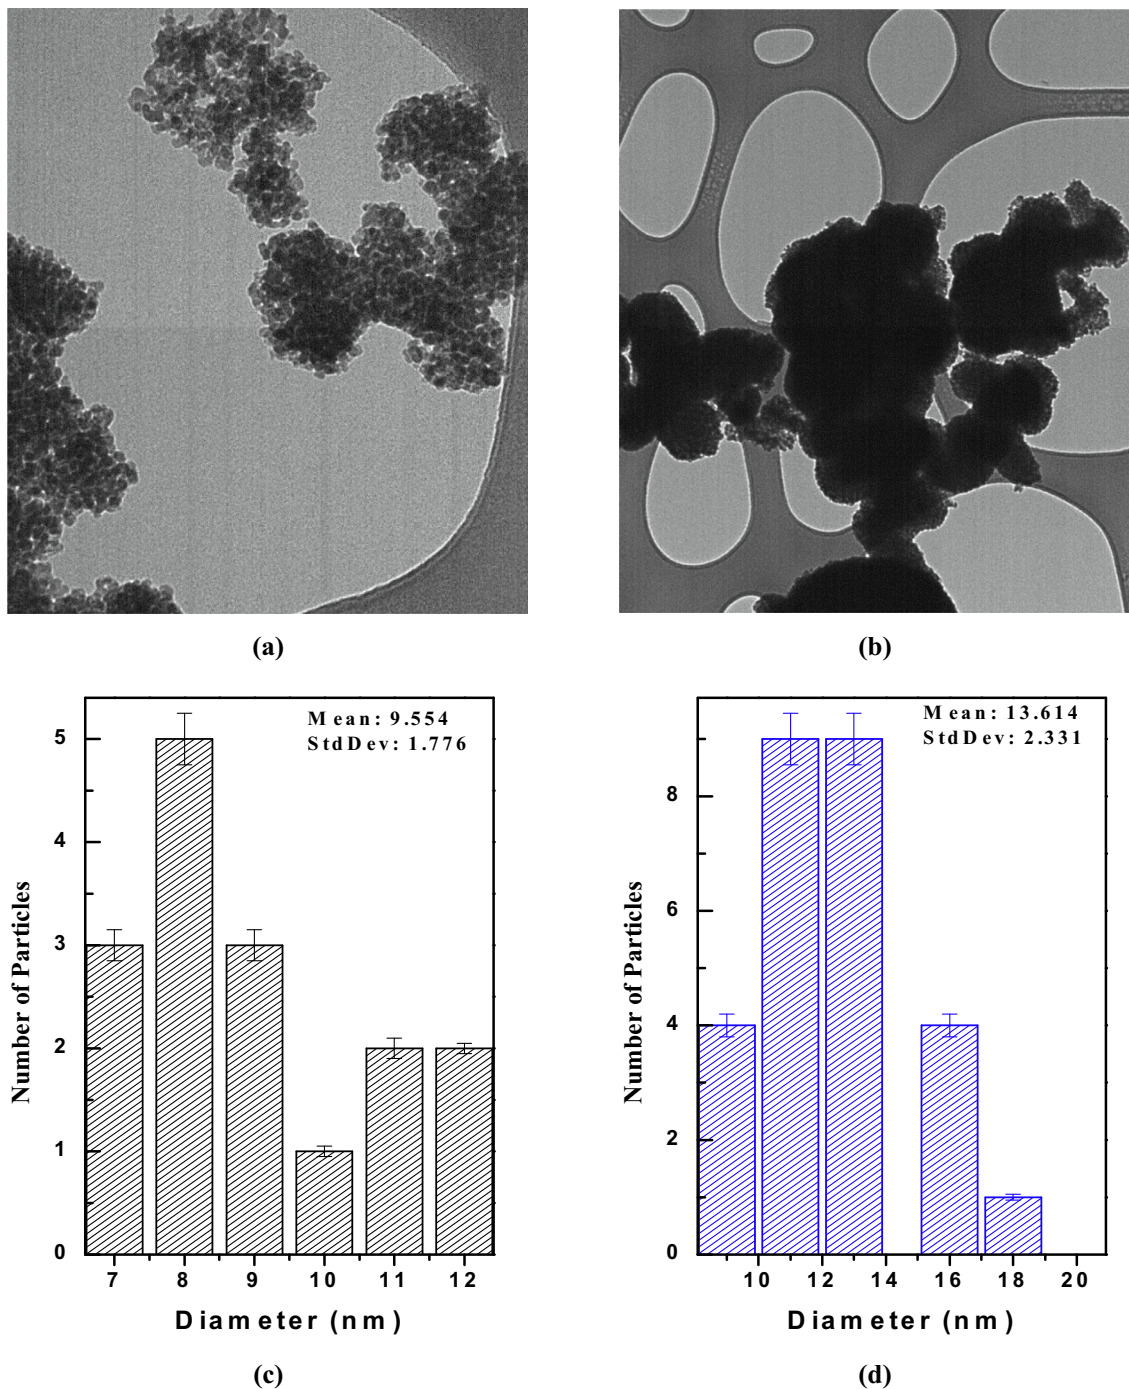 (a)
(b)
Mean: 9.554
StdDev: 1.776
5
4
3
2
1
0
Number of Particles
7 8 9 10 11 12
Diameter (nm)
(c)
Mean: 13.614
StdDev: 2.331
8
6
4
2
0
Number of Particles
10 12 14 16 18 20
Diameter (nm)
(d)